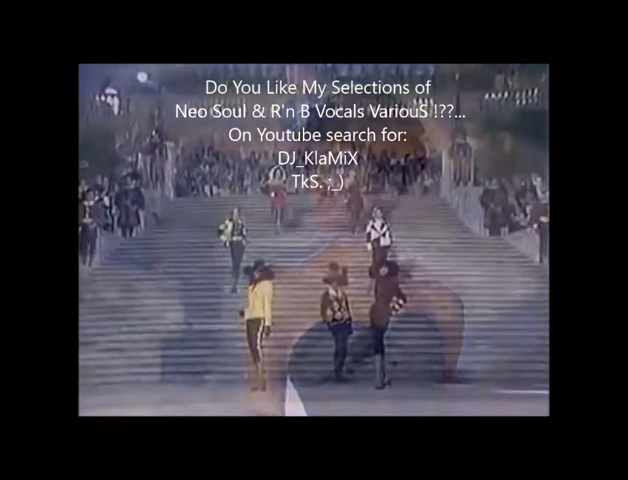 Do You Like My Selections of
Neo Soul & R'n B Vocals VariouS !??...
On Youtube search for:
DJ_KlaMiX
TkS. ;_)